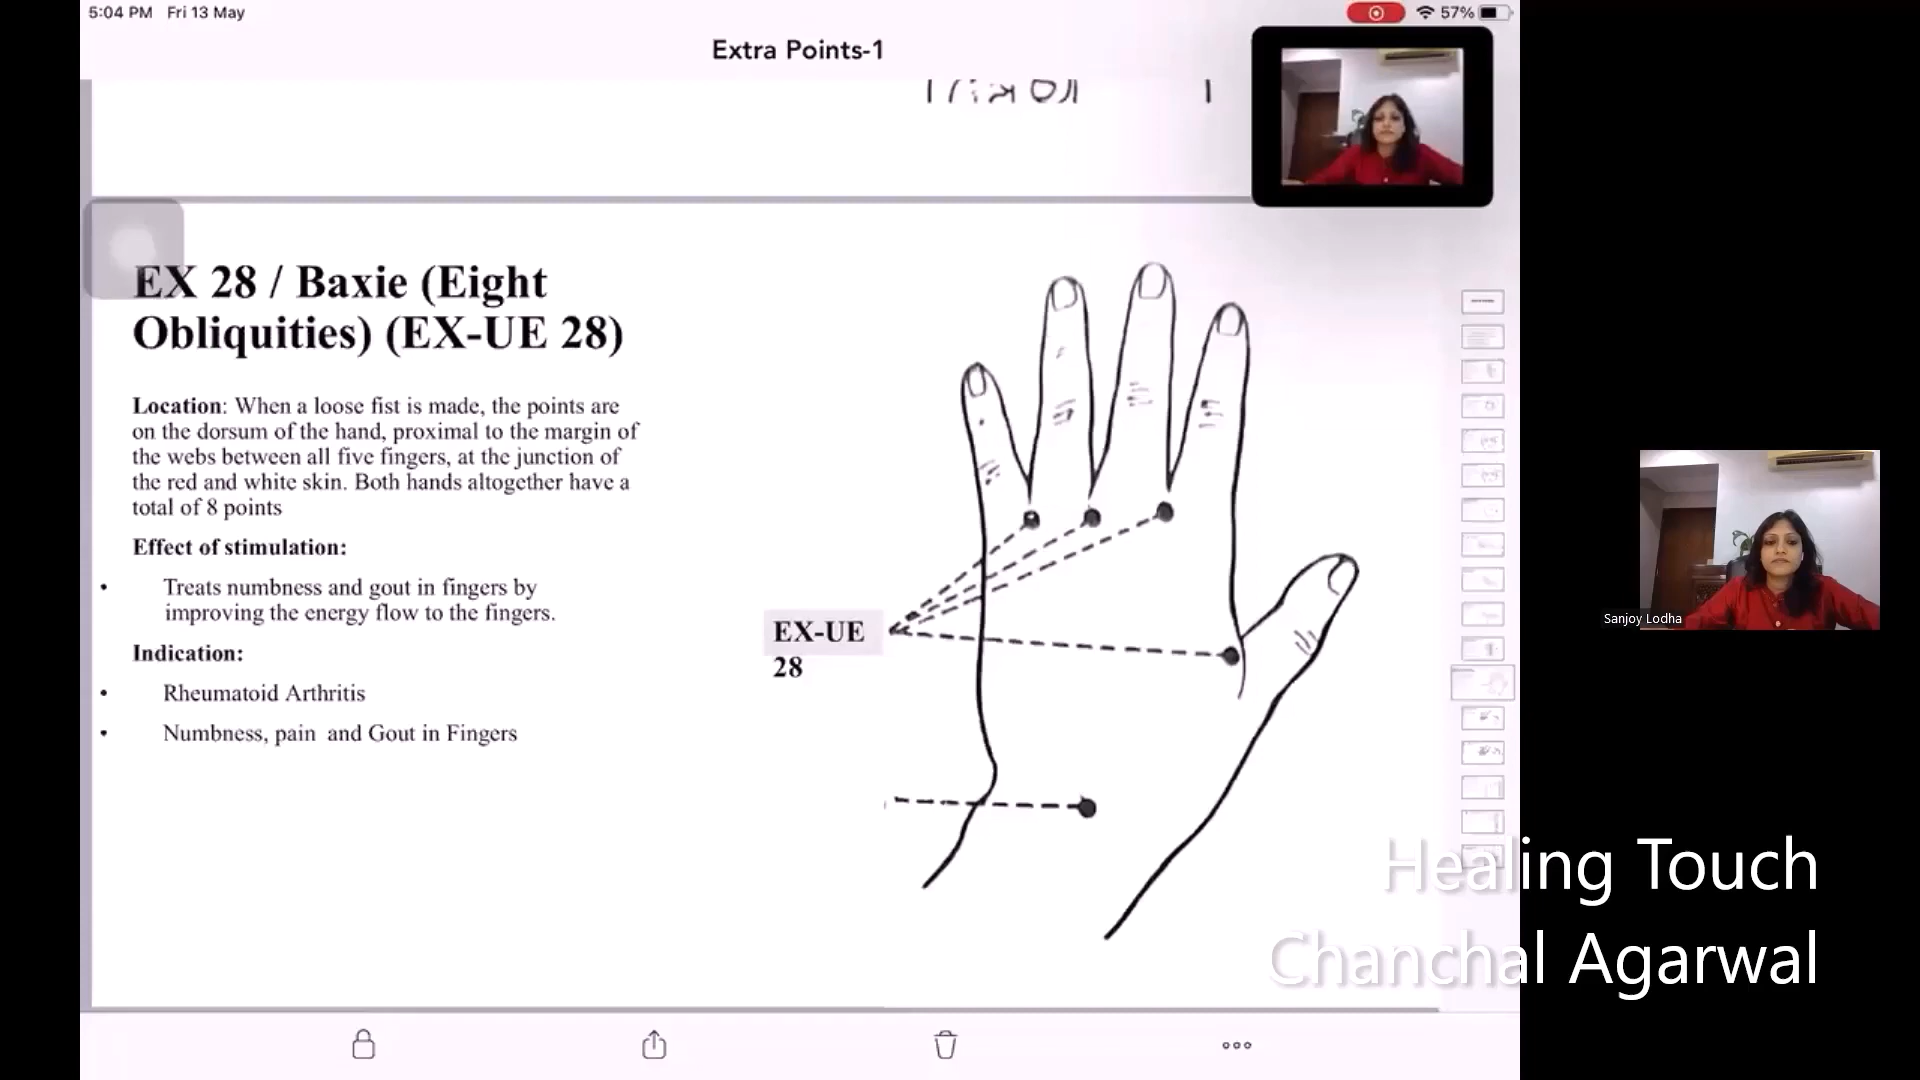 5:04 PM Fri 13 May
57%
Extra Points-1
EX 28 / Baxie (Eight
Obliquities) (EX-UE 28)
Location: When a loose fist is made, the points are
on the dorsum of the hand, proximal to the margin of
the webs between all five fingers, at the junction of
the red and white skin. Both hands altogether have a
total of 8 points
Effect of stimulation:
• Treats numbness and gout in fingers by
improving the energy flow to the fingers.
Indication:
• Rheumatoid Arthritis
• Numbness, pain and Gout in Fingers
EX-UE
28
Sanjoy Lodha
Healing Touch
Chanchal Agarwal